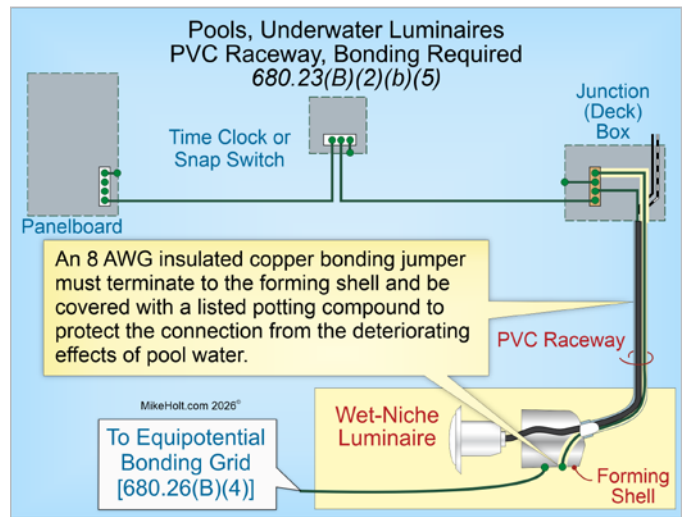 Pools, Underwater Luminaires
PVC Raceway, Bonding Required
680.23(B)(2)(b)(5)
Junction
(Deck)
Box
Time Clock or
Snap Switch
Panelboard
An 8 AWG insulated copper bonding jumper
must terminate to the forming shell and be
covered with a listed potting compound to
protect the connection from the deteriorating
effects of pool water.
PVC Raceway
MikeHolt.com 2026©
Wet-Niche
Luminaire
To Equipotential
Bonding Grid
[680.26(B)(4)]
Forming
Shell